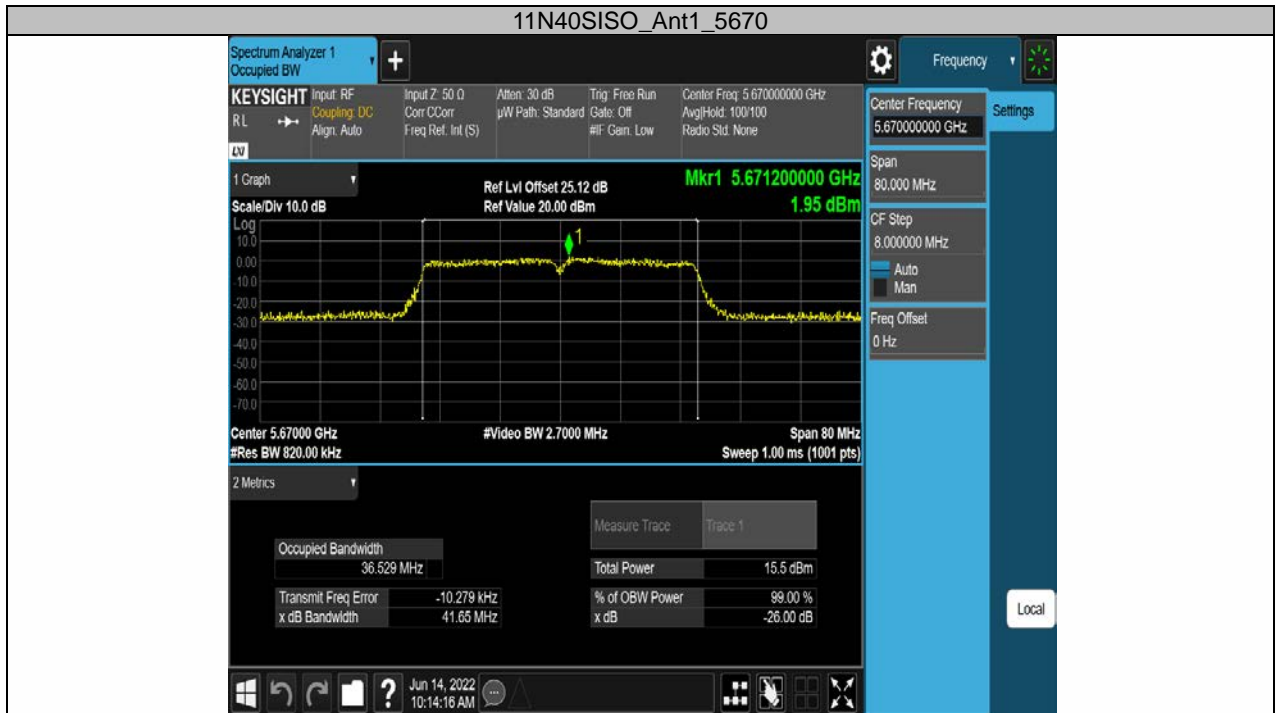 11N40SISO_Ant1_5670
Spectrum Analyzer 1
Occupied BW
+
Frequency
KEYSIGHT
RL
LXI
Input: RF
Coupling: DC
Align: Auto
Input Z: 50 Ω
Corr CCorr
Freq Ref: Int (S)
Atten: 30 dB
µW Path: Standard
Trig: Free Run
Gate: Off
#IF Gain: Low
Center Freq: 5.670000000 GHz
Avg|Hold: 100/100
Radio Std: None
Center Frequency
5.670000000 GHz
Settings
Span
80.000 MHz
CF Step
8.000000 MHz
Auto
Man
Freq Offset
0 Hz
Local
1 Graph
Scale/Div 10.0 dB
Ref Lvl Offset 25.12 dB
Ref Value 20.00 dBm
Mkr1 5.671200000 GHz
1.95 dBm
Log
10.0
0.00
-10.0
-20.0
-30.0
-40.0
-50.0
-60.0
-70.0
1
Center 5.67000 GHz
#Res BW 820.00 kHz
#Video BW 2.7000 MHz
Span 80 MHz
Sweep 1.00 ms (1001 pts)
2 Metrics
Measure Trace Trace 1
Occupied Bandwidth
36.529 MHz
Total Power 15.5 dBm
Transmit Freq Error -10.279 kHz
% of OBW Power 99.00 %
x dB Bandwidth 41.65 MHz
x dB -26.00 dB
?
Jun 14, 2022
10:14:16 AM